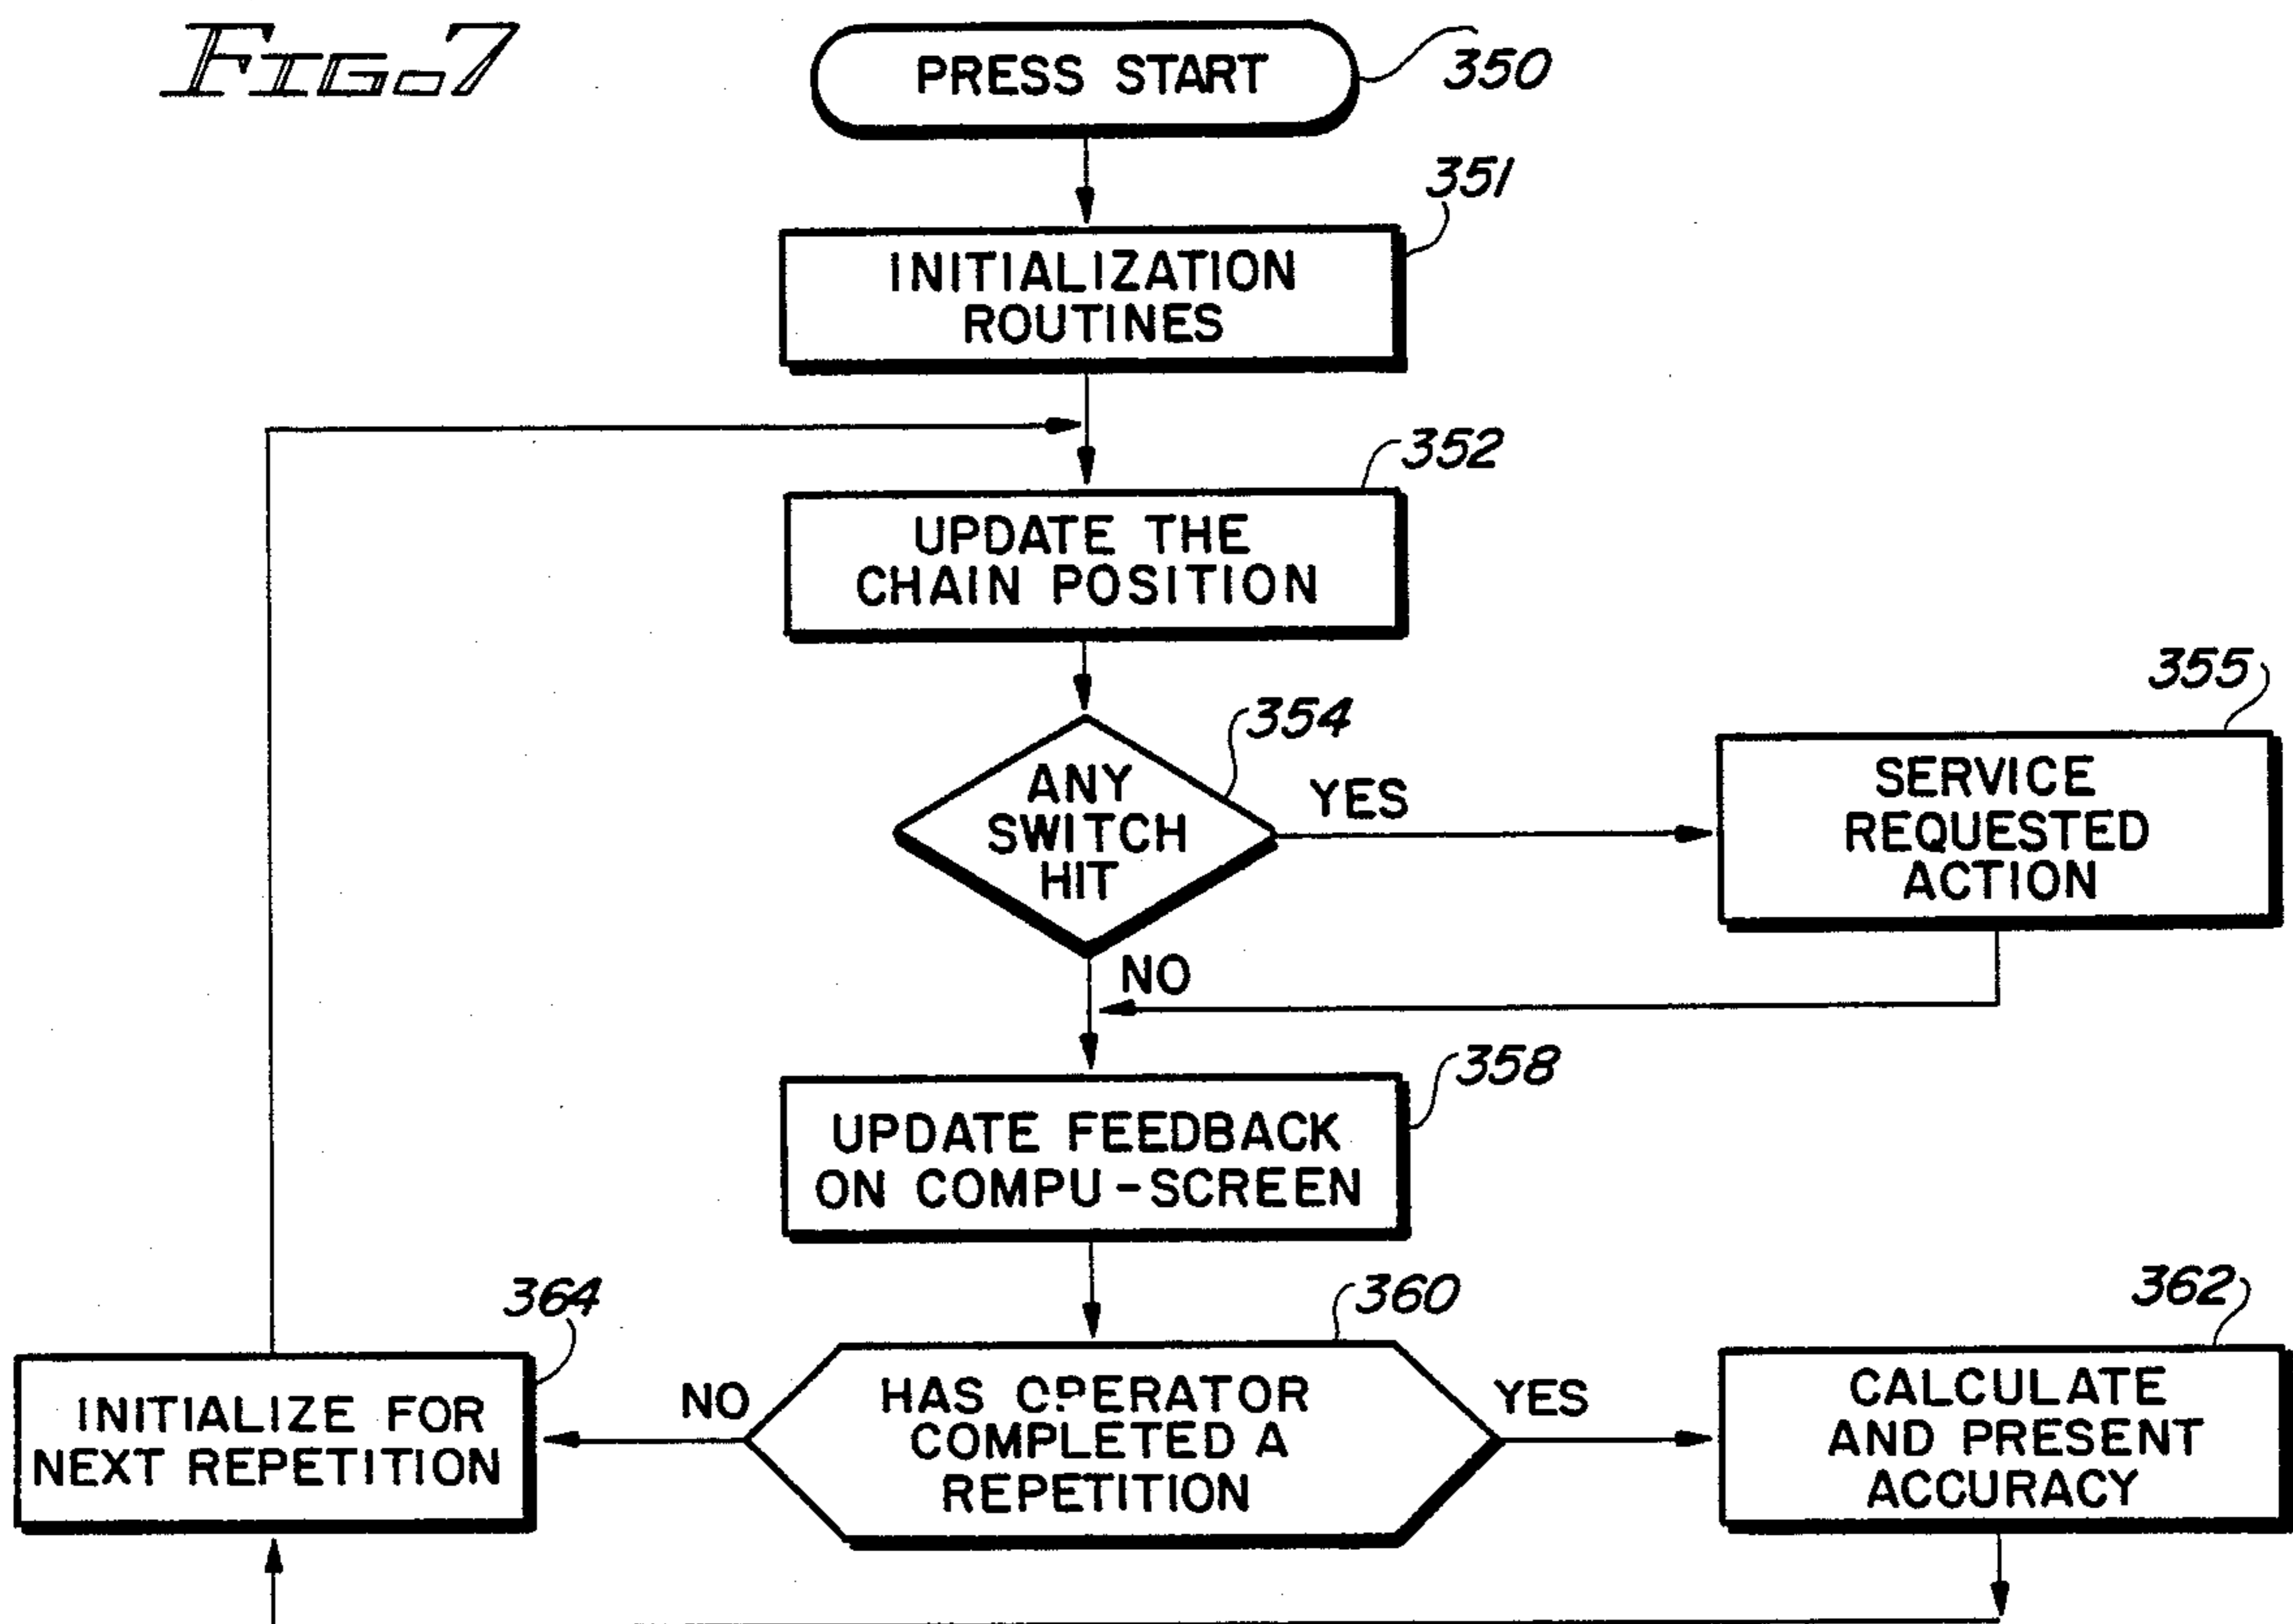 FIG. 7
PRESS START
350
351
INITIALIZATION
ROUTINES
352
UPDATE THE
CHAIN POSITION
354
355
ANY
SWITCH
HIT
YES
SERVICE
REQUESTED
ACTION
NO
358
UPDATE FEEDBACK
ON COMPU-SCREEN
364
360
362
INITIALIZE FOR
NEXT REPETITION
NO
HAS OPERATOR
COMPLETED A
REPETITION
YES
CALCULATE
AND PRESENT
ACCURACY